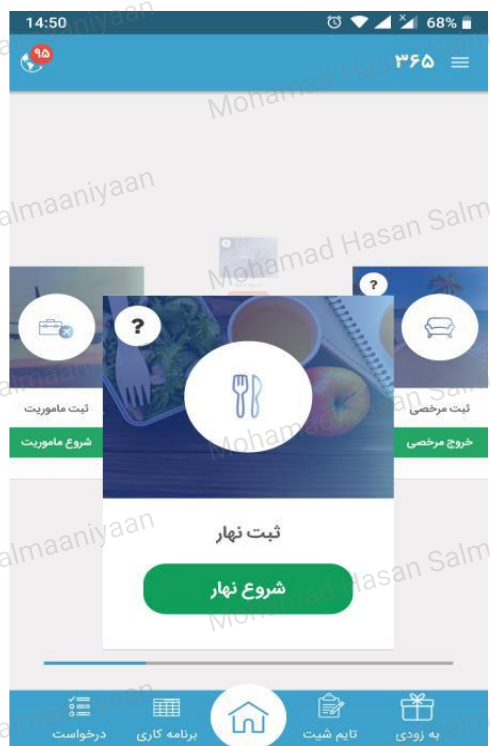 14:50
68%
۹۵
۳۶۵
?
?
ثبت مرخصی
ثبت ماموریت
خروج مرخصی
شروع ماموریت
ثبت نهار
شروع نهار
به زودی
تایم شیت
برنامه کاری
درخواست
Mohamad Hasan Salmaaniyaan